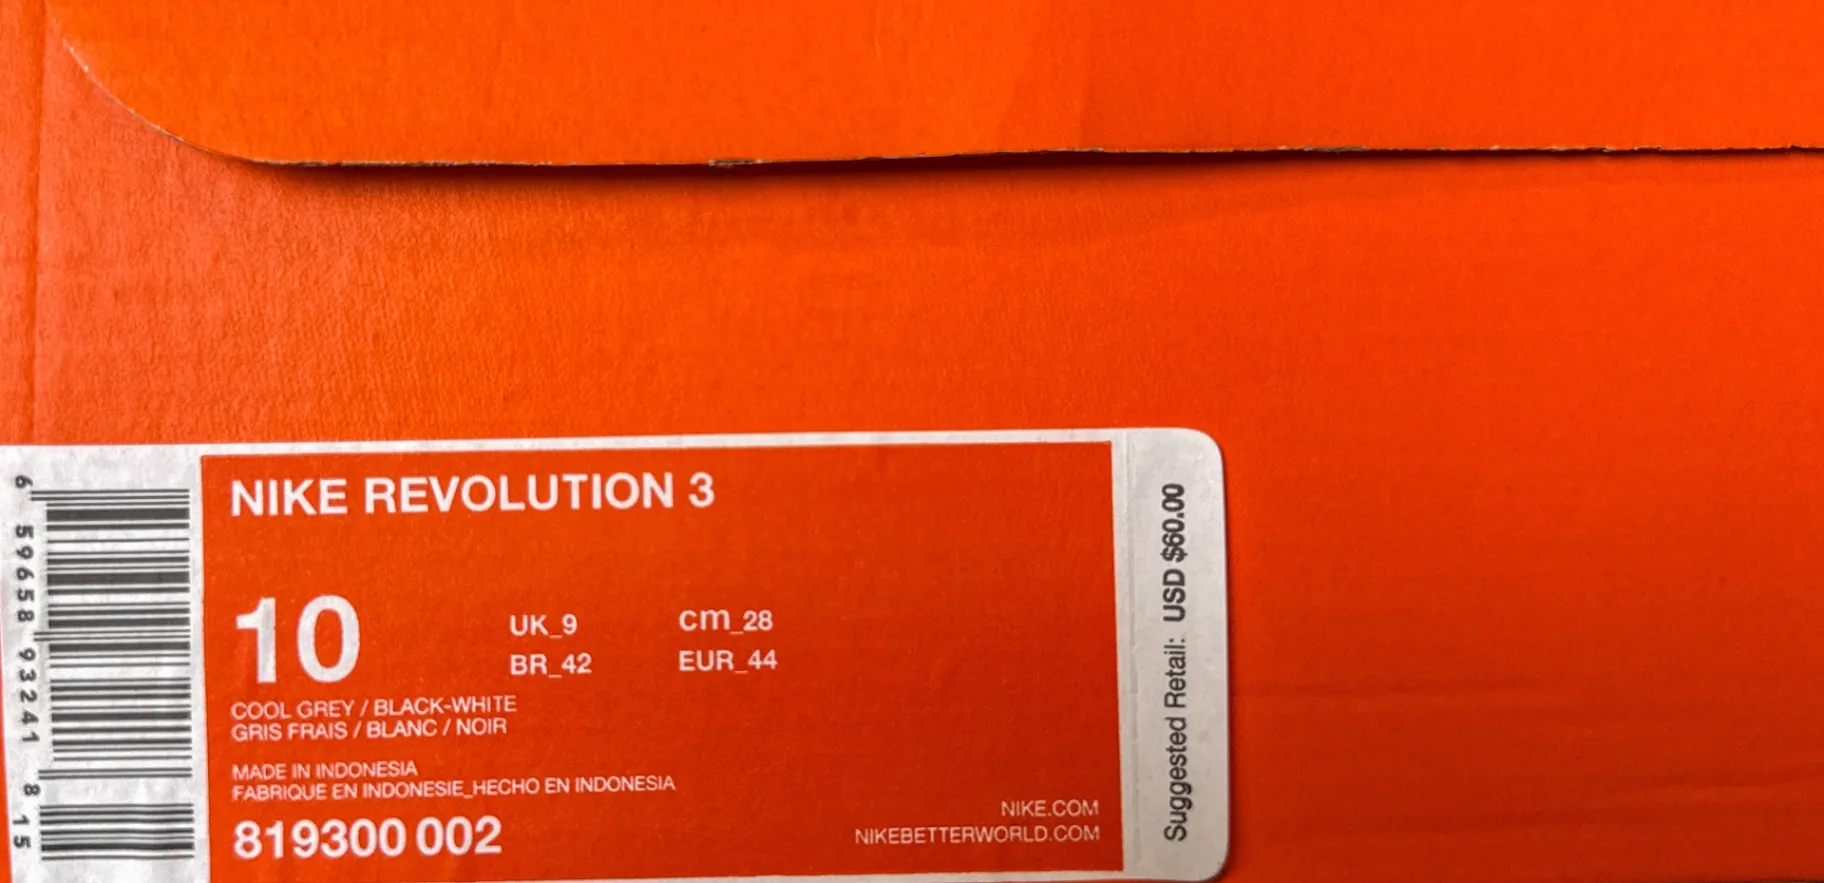 NIKE REVOLUTION 3
10
UK_9
cm_28
BR_42
EUR_44
COOL GREY / BLACK-WHITE
GRIS FRAIS / BLANC / NOIR
MADE IN INDONESIA
FABRIQUE EN INDONESIE_HECHO EN INDONESIA
819300 002
NIKE.COM
NIKEBETTERWORLD.COM
Suggested Retail: USD $60.00
6 59658 93241 8 15